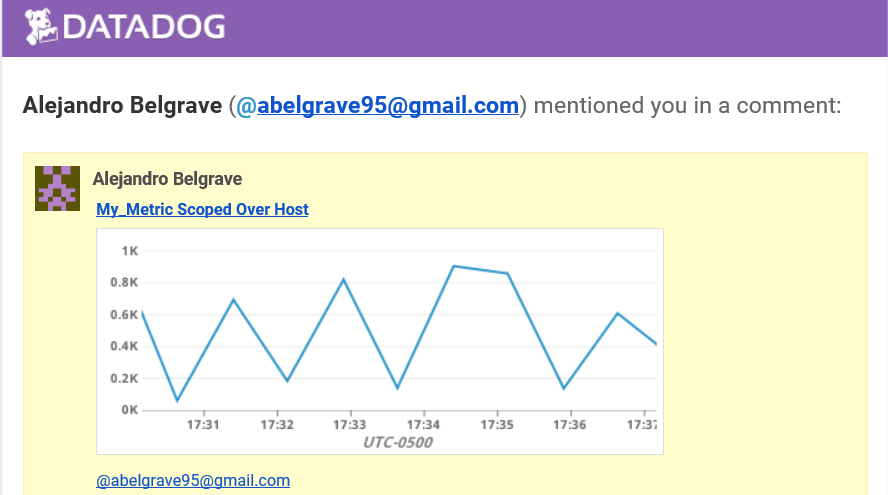 DATADOG
Alejandro Belgrave (@abelgrave95@gmail.com) mentioned you in a comment:
Alejandro Belgrave
My_Metric Scoped Over Host
1K
0.8K
0.6K
0.4K
0.2K
0K
17:31 17:32 17:33 17:34 17:35 17:36 17:37
UTC-0500
@abelgrave95@gmail.com